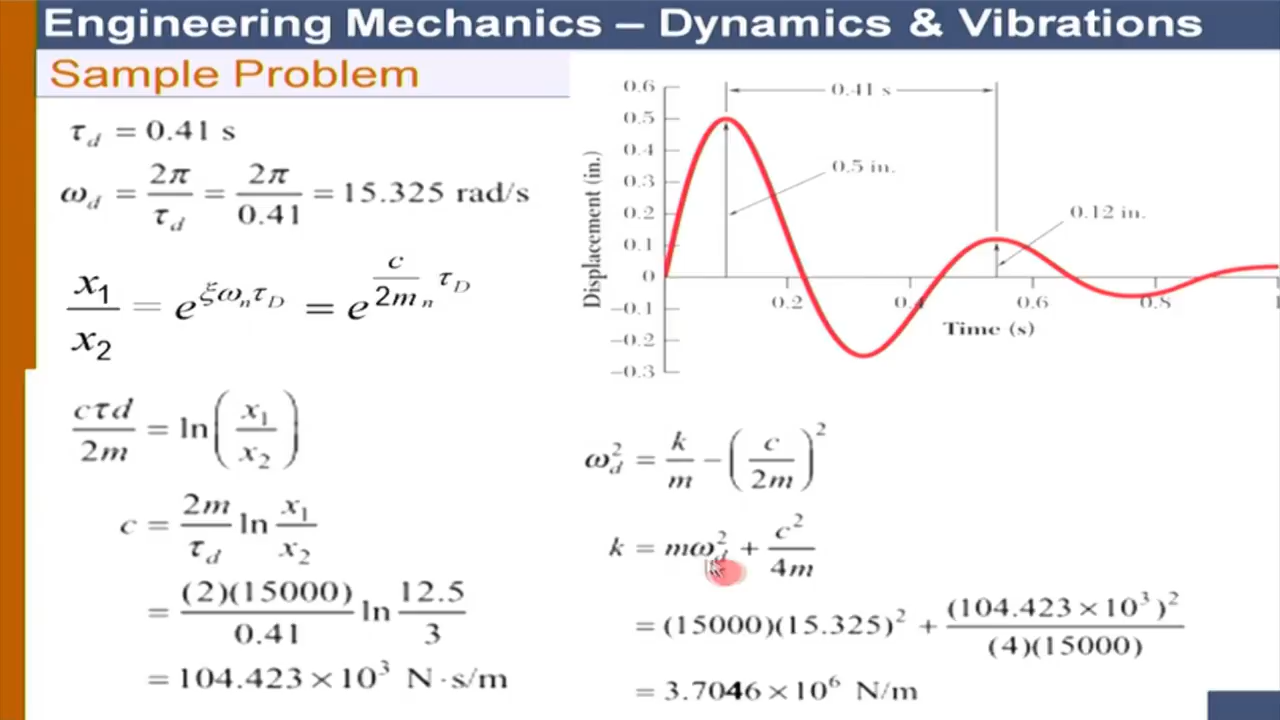 Engineering Mechanics – Dynamics & Vibrations
Sample Problem
τ_d = 0.41 s
ω_d = 2π/τ_d = 2π/0.41 = 15.325 rad/s
x₁/x₂ = e^(ξω_nτ_D) = e^((c/2m_n) τ_D)
cτd/2m = ln(x₁/x₂)
c = 2m/τ_d ln x₁/x₂
= (2)(15000)/0.41 ln 12.5/3
= 104.423 × 10³ N·s/m
0.6
0.5
0.4
0.3
0.2
0.1
0
–0.1
–0.2
–0.3
Displacement (in.)
0.41 s
0.5 in.
0.12 in.
0.2 0.4 0.6 0.8 1
Time (s)
ω_d² = k/m – (c/2m)²
k = mω_d² + c²/4m
= (15000)(15.325)² + (104.423 × 10³)²/(4)(15000)
= 3.7046 × 10⁶ N/m